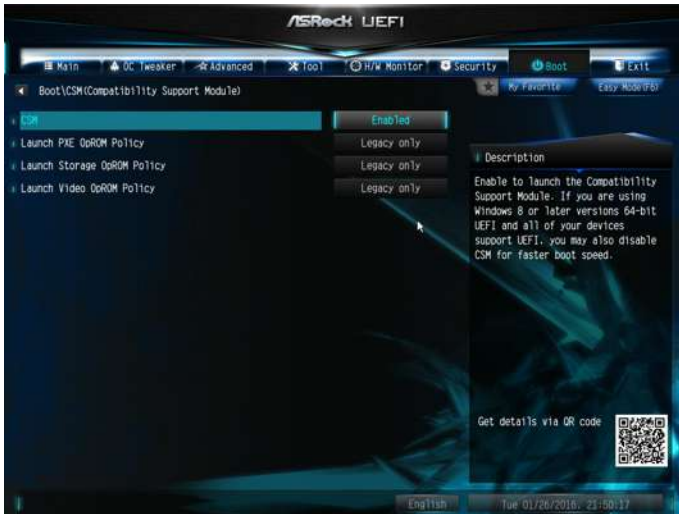 ASRock UEFI
Main
OC Tweaker
Advanced
Tool
H/W Monitor
Security
Boot
Exit
Boot\CSM(Compatibility Support Module)
My Favorite
Easy Mode(F6)
CSM
Enabled
Launch PXE OpROM Policy
Legacy only
Launch Storage OpROM Policy
Legacy only
Launch Video OpROM Policy
Legacy only
Description
Enable to launch the Compatibility
Support Module. If you are using
Windows 8 or later versions 64-bit
UEFI and all of your devices
support UEFI, you may also disable
CSM for faster boot speed.
Get details via QR code
English
Tue 01/26/2016, 21:50:17